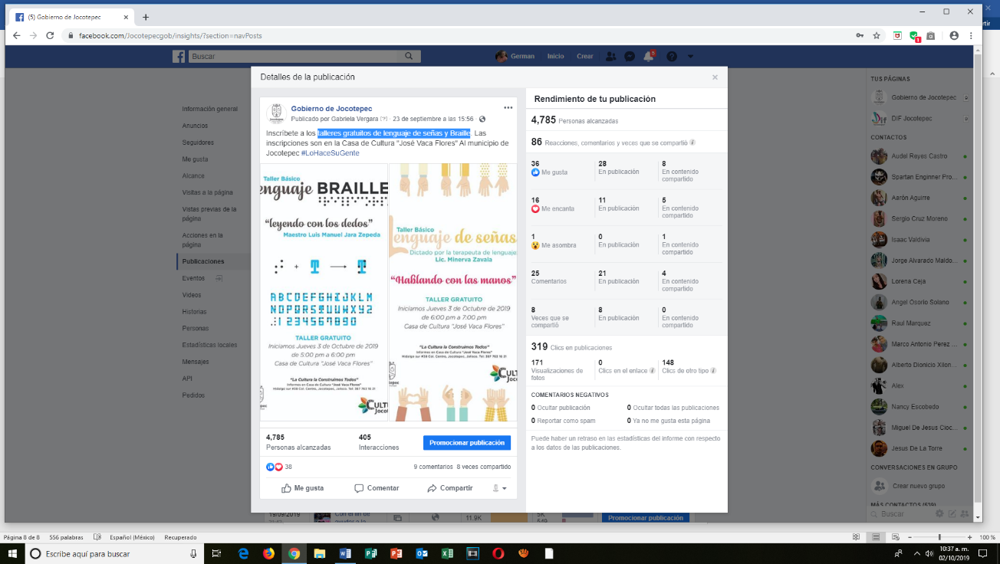 (5) Gobierno de Jocotepec
facebook.com/Jocotepecgob/insights/?section=navPosts
Buscar
German Inicio Crear
Información general
Anuncios
Seguidores
Me gusta
Alcance
Visitas a la página
Vistas previas de la
página
Acciones en la
página
Publicaciones
Eventos
Videos
Historias
Personas
Estadísticas locales
Mensajes
API
Pedidos
Detalles de la publicación
Gobierno de Jocotepec
Publicado por Gabriela Vergara [?] · 23 de septiembre a las 15:56 ·
Inscríbete a los talleres gratuitos de lenguaje de señas y Braille. Las
inscripciones son en la Casa de Cultura "José Vaca Flores" Al municipio de
Jocotepec #LoHaceSuGente
Taller Básico
enguaje BRAILLE
“leyendo con los dedos”
Maestro Luis Manuel Jara Zepeda
ABCDEFGHIJKLM
NOPQRSTUUWXYZ
1234567890
TALLER GRATUITO
Iniciamos Jueves 3 de Octubre de 2019
de 5:00 pm a 6:00 pm
Casa de Cultura “José Vaca Flores”
“La Cultura la Construimos Todos”
Informes en Casa de Cultura
Hidalgo sur #38 Col. Centro, Jocotepec, Jalisco. Tel: 387 763 16 21
CULT
Joco
Taller Básico
enguaje de señas
Dictado por la terapeuta de lenguaje
Lic. Minerva Zavala
“Hablando con las manos”
TALLER GRATUITO
Iniciamos Jueves 3 de Octubre de 2019
de 6:00 pm a 7:00 pm
Casa de Cultura “José Vaca Flores”
“La Cultura la Construimos Todos”
Informes en Casa de Cultura
Hidalgo sur #38 Col. Centro, Jocotepec, Jalisco. Tel: 387 763 16 21
CULT
Joco
4,785
Personas alcanzadas
405
Interacciones
Promocionar publicación
38
9 comentarios 8 veces compartido
Me gusta Comentar Compartir
Rendimiento de tu publicación
4,785 Personas alcanzadas
86 Reacciones, comentarios y veces que se compartió
36
Me gusta
28
En publicación
8
En contenido
compartido
16
Me encanta
11
En publicación
5
En contenido
compartido
1
Me asombra
0
En publicación
1
En contenido
compartido
25
Comentarios
21
En publicación
4
En contenido
compartido
8
Veces que se
compartió
8
En publicación
0
En contenido
compartido
319 Clics en publicaciones
171
Visualizaciones de
fotos
0
Clics en el enlace
148
Clics de otro tipo
COMENTARIOS NEGATIVOS
0 Ocultar publicación
0 Ocultar todas las publicaciones
0 Reportar como spam
0 Ya no me gusta esta página
Puede haber un retraso en las estadísticas del informe con respecto
a los datos de las publicaciones.
TUS PÁGINAS
Gobierno de Jocotepec
DIF Jocotepec
CONTACTOS
Audel Reyes Castro
Spartan Enginner Pro...
Aarón Aguirre
Sergio Cruz Moreno
Isaac Valdivia
Jorge Alvarado Maldo...
Lorena Ceja
Angel Osorio Solano
Raul Marquez
Marco Antonio Perez ...
Alberto Dionicio Xilon...
Alex
Nancy Escobedo
Miguel De Jesus Cioc...
Jesus De La Torre
CONVERSACIONES EN GRUPO
Crear nuevo grupo
MÁS CONTACTOS (539)
Buscar
19/09/2019
11.9K
5K
549
Promocionar publicación
Página 8 de 8 556 palabras Español (México) Recuperado
100 %
Escribe aquí para buscar
10:37 a. m.
02/10/2019